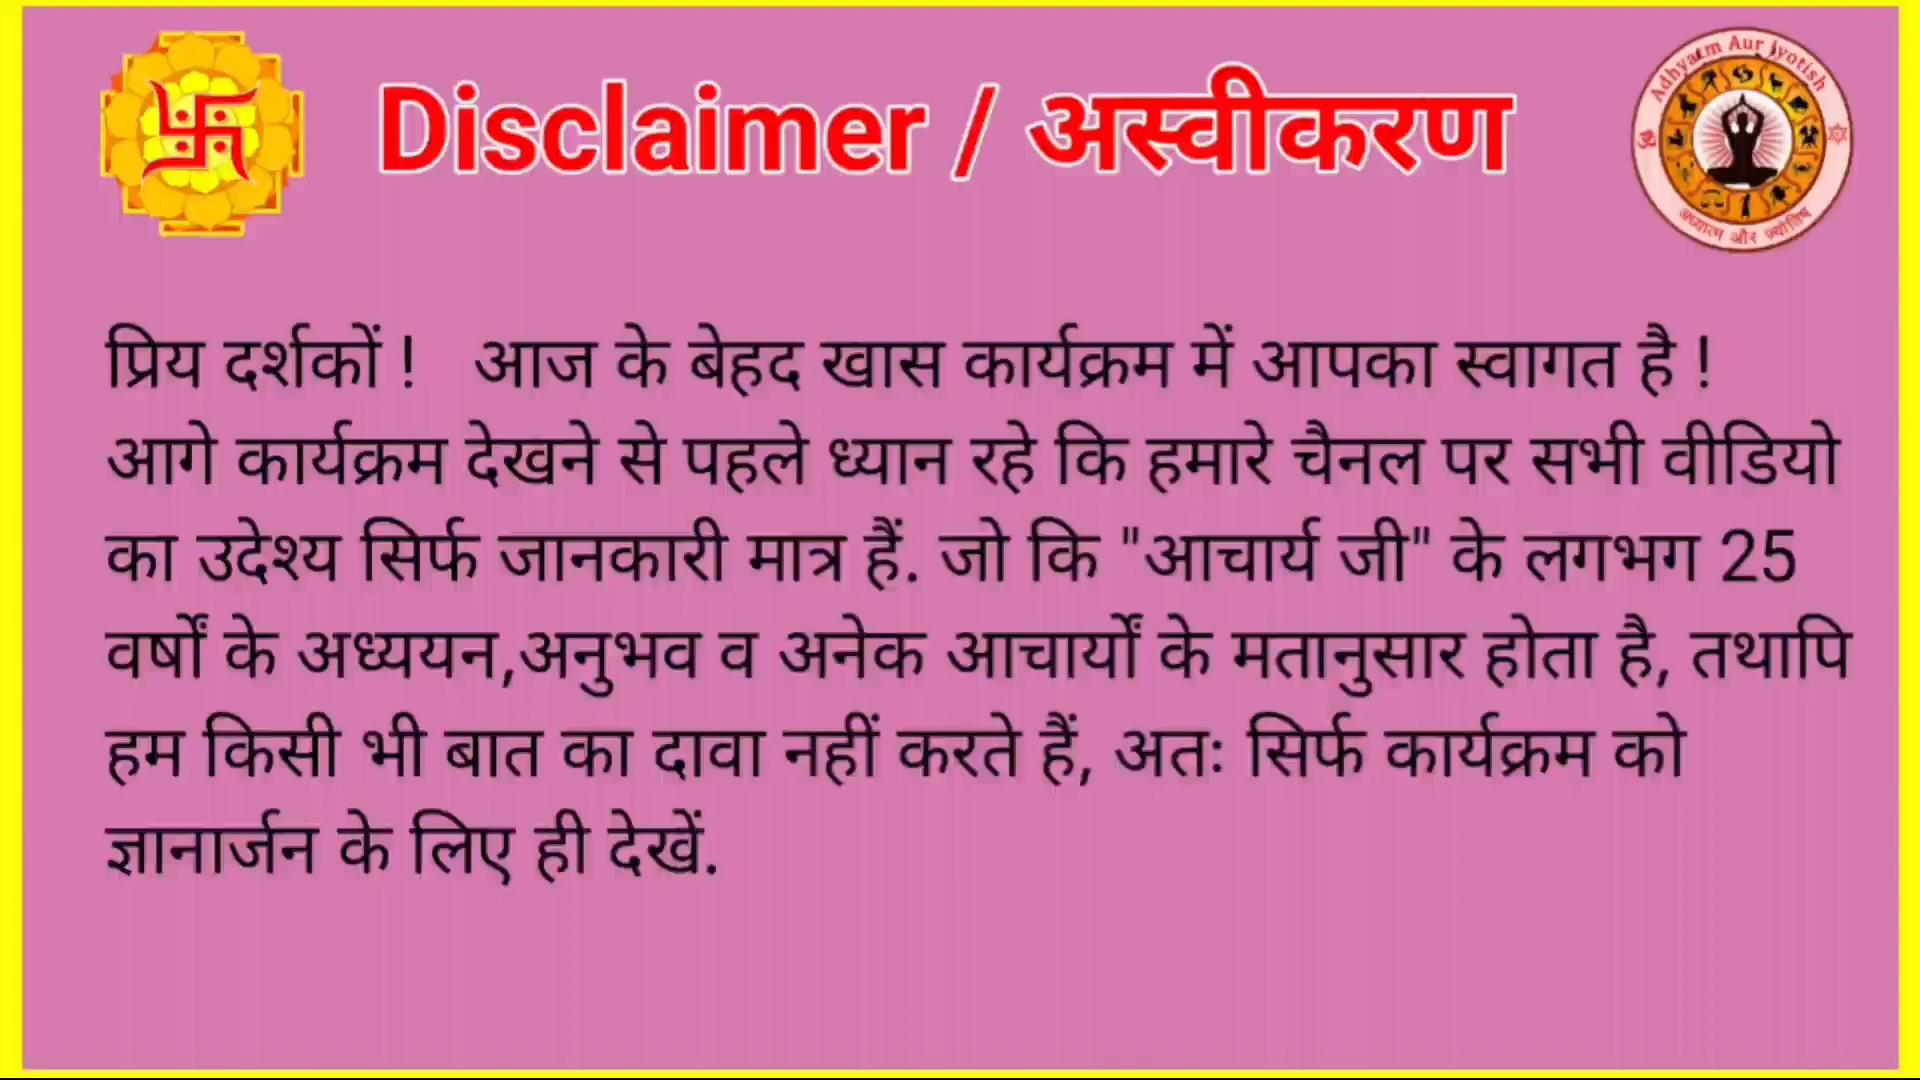 Disclaimer / अस्वीकरण
Adhyatm Aur Jyotish
अध्यात्म और ज्योतिष
प्रिय दर्शकों ! आज के बेहद खास कार्यक्रम में आपका स्वागत है !
आगे कार्यक्रम देखने से पहले ध्यान रहे कि हमारे चैनल पर सभी वीडियो
का उदेश्य सिर्फ जानकारी मात्र हैं. जो कि "आचार्य जी" के लगभग 25
वर्षों के अध्ययन,अनुभव व अनेक आचार्यों के मतानुसार होता है, तथापि
हम किसी भी बात का दावा नहीं करते हैं, अतः सिर्फ कार्यक्रम को
ज्ञानार्जन के लिए ही देखें.